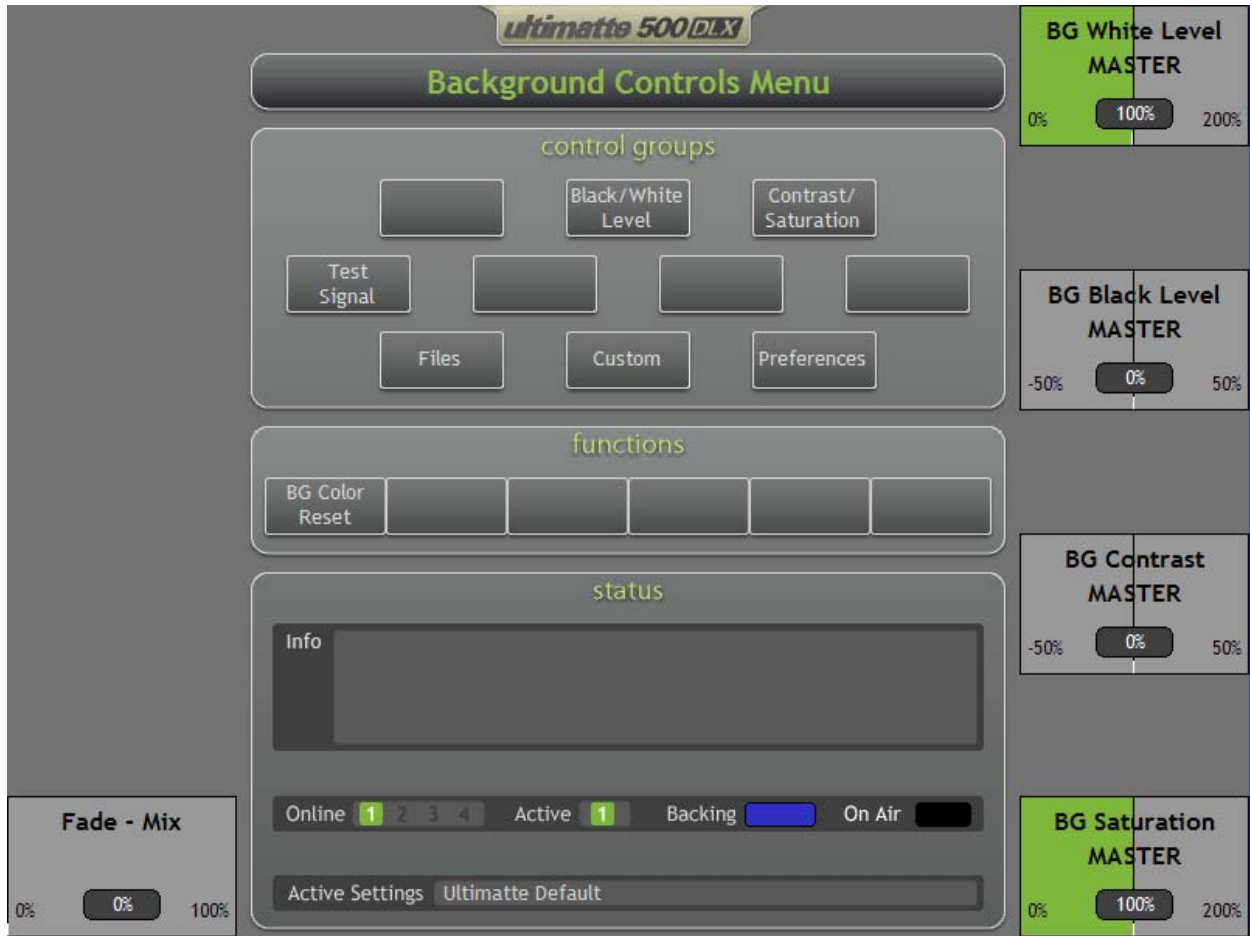 ultimatte 500 DLX
Background Controls Menu
control groups
Black/White
Level
Contrast/
Saturation
Test
Signal
Files
Custom
Preferences
functions
BG Color
Reset
status
Info
Online 1 2 3 4 Active 1 Backing On Air
Active Settings Ultimatte Default
Fade - Mix
0% 0% 100%
BG White Level
MASTER
0% 100% 200%
BG Black Level
MASTER
-50% 0% 50%
BG Contrast
MASTER
-50% 0% 50%
BG Saturation
MASTER
0% 100% 200%